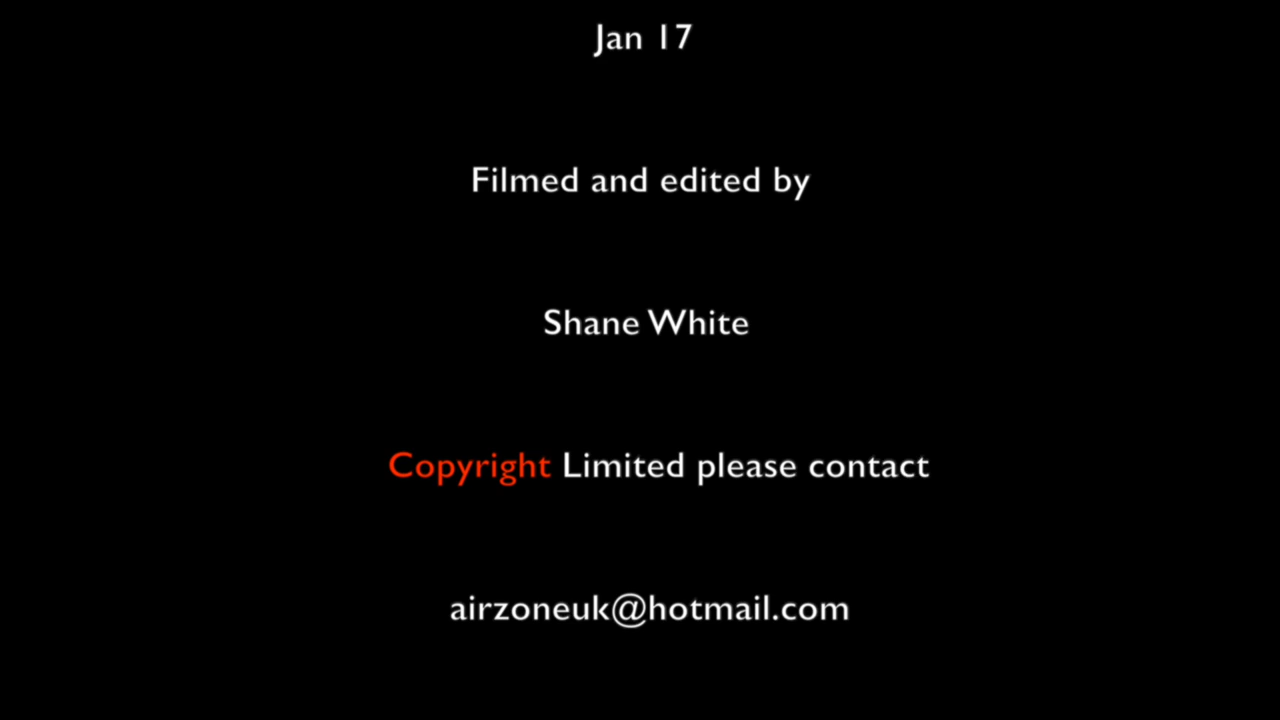 Jan 17
Filmed and edited by
Shane White
Copyright Limited please contact
airzoneuk@hotmail.com